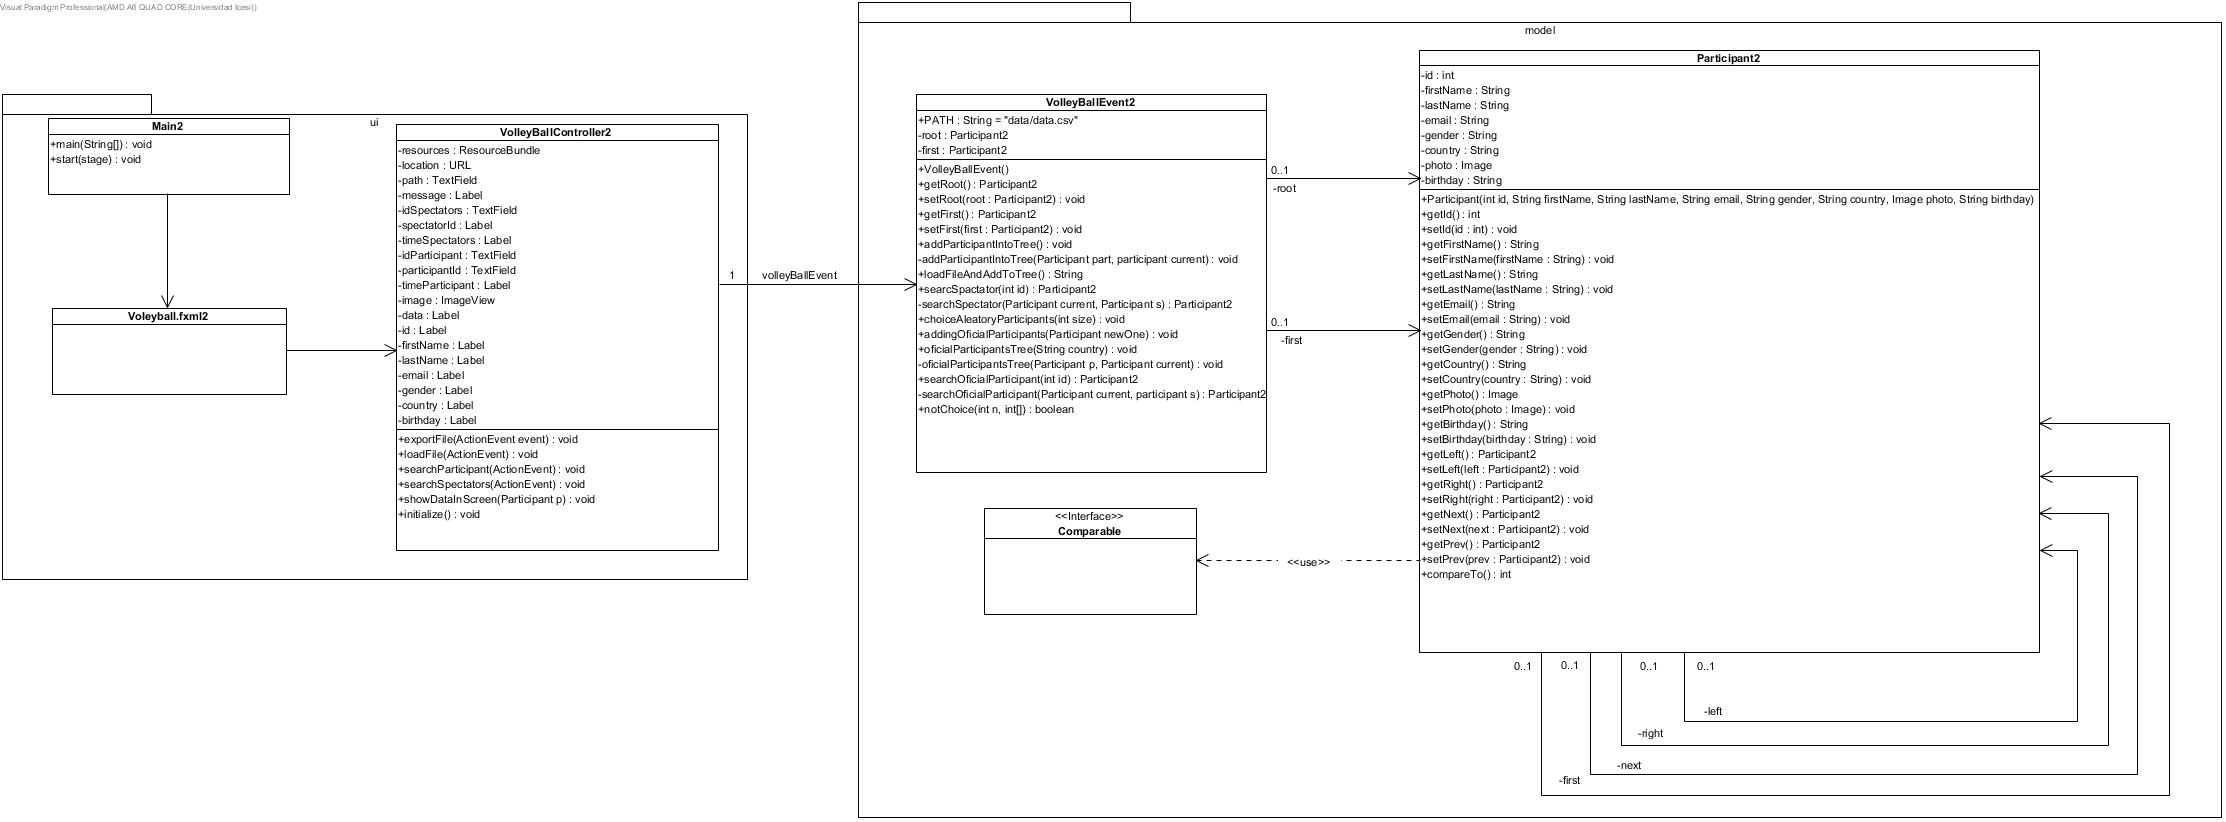 Visual Paradigm Professional(AMD A6 QUAD CORE(Universidad Icesi))
ui
Main2
+main(String[]) : void
+start(stage) : void
Voleyball.fxml2
VolleyBallController2
-resources : ResourceBundle
-location : URL
-path : TextField
-message : Label
-idSpectators : TextField
-spectatorId : Label
-timeSpectators : Label
-idParticipant : TextField
-participantId : TextField
-timeParticipant : Label
-image : ImageView
-data : Label
-id : Label
-firstName : Label
-lastName : Label
-email : Label
-gender : Label
-country : Label
-birthday : Label
+exportFile(ActionEvent event) : void
+loadFile(ActionEvent) : void
+searchParticipant(ActionEvent) : void
+searchSpectators(ActionEvent) : void
+showDataInScreen(Participant p) : void
+initialize() : void
1
volleyBallEvent
model
VolleyBallEvent2
+PATH : String = "data/data.csv"
-root : Participant2
-first : Participant2
+VolleyBallEvent()
+getRoot() : Participant2
+setRoot(root : Participant2) : void
+getFirst() : Participant2
+setFirst(first : Participant2) : void
+addParticipantIntoTree() : void
-addParticipantIntoTree(Participant part, participant current) : void
+loadFileAndAddToTree() : String
+searcSpactator(int id) : Participant2
-searchSpectator(Participant current, Participant s) : Participant2
+choiceAleatoryParticipants(int size) : void
+addingOficialParticipants(Participant newOne) : void
+oficialParticipantsTree(String country) : void
-oficialParticipantsTree(Participant p, Participant current) : void
+searchOficialParticipant(int id) : Participant2
-searchOficialParticipant(Participant current, participant s) : Participant2
+notChoice(int n, int[]) : boolean
0..1
-root
0..1
-first
<<Interface>>
Comparable
<<use>>
Participant2
-id : int
-firstName : String
-lastName : String
-email : String
-gender : String
-country : String
-photo : Image
-birthday : String
+Participant(int id, String firstName, String lastName, String email, String gender, String country, Image photo, String birthday)
+getId() : int
+setId(id : int) : void
+getFirstName() : String
+setFirstName(firstName : String) : void
+getLastName() : String
+setLastName(lastName : String) : void
+getEmail() : String
+setEmail(email : String) : void
+getGender() : String
+setGender(gender : String) : void
+getCountry() : String
+setCountry(country : String) : void
+getPhoto() : Image
+setPhoto(photo : Image) : void
+getBirthday() : String
+setBirthday(birthday : String) : void
+getLeft() : Participant2
+setLeft(left : Participant2) : void
+getRight() : Participant2
+setRight(right : Participant2) : void
+getNext() : Participant2
+setNext(next : Participant2) : void
+getPrev() : Participant2
+setPrev(prev : Participant2) : void
+compareTo() : int
0..1
0..1
0..1
0..1
-left
-right
-next
-first